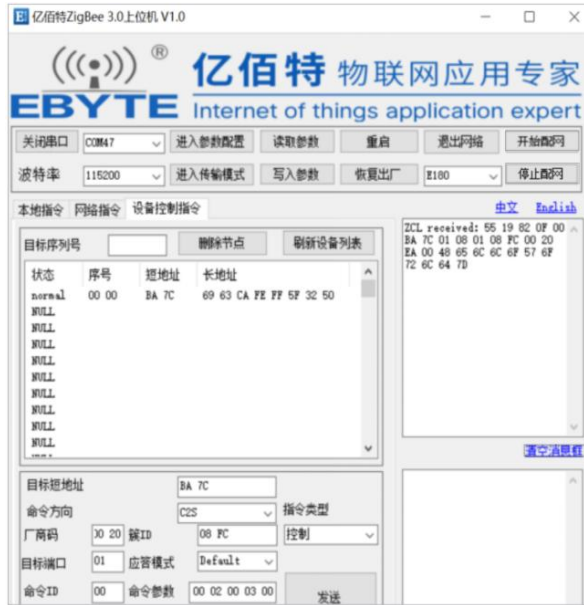 亿佰特ZigBee 3.0上位机 V1.0
®
亿佰特 物联网应用专家
EBYTE Internet of things application expert
关闭串口 COM47 进入参数配置 读取参数 重启 退出网络 开始配网
波特率 115200 进入传输模式 写入参数 恢复出厂 E180 停止配网
本地指令 网络指令 设备控制指令 中文 English
目标序列号 删除节点 刷新设备列表
状态 序号 短地址 长地址
normal 00 00 BA 7C 69 63 CA FE FF 5F 32 50
NULL
NULL
NULL
NULL
NULL
NULL
NULL
NULL
NULL
ZCL received: 55 19 82 0F 00
BA 7C 01 08 01 08 FC 00 20
EA 00 48 65 6C 6C 6F 57 6F
72 6C 64 7D
清空消息框
目标短地址 BA 7C
命令方向 C2S 指令类型
厂商码 00 20 簇ID 08 FC 控制
目标端口 01 应答模式 Default
命令ID 00 命令参数 00 02 00 03 00 发送